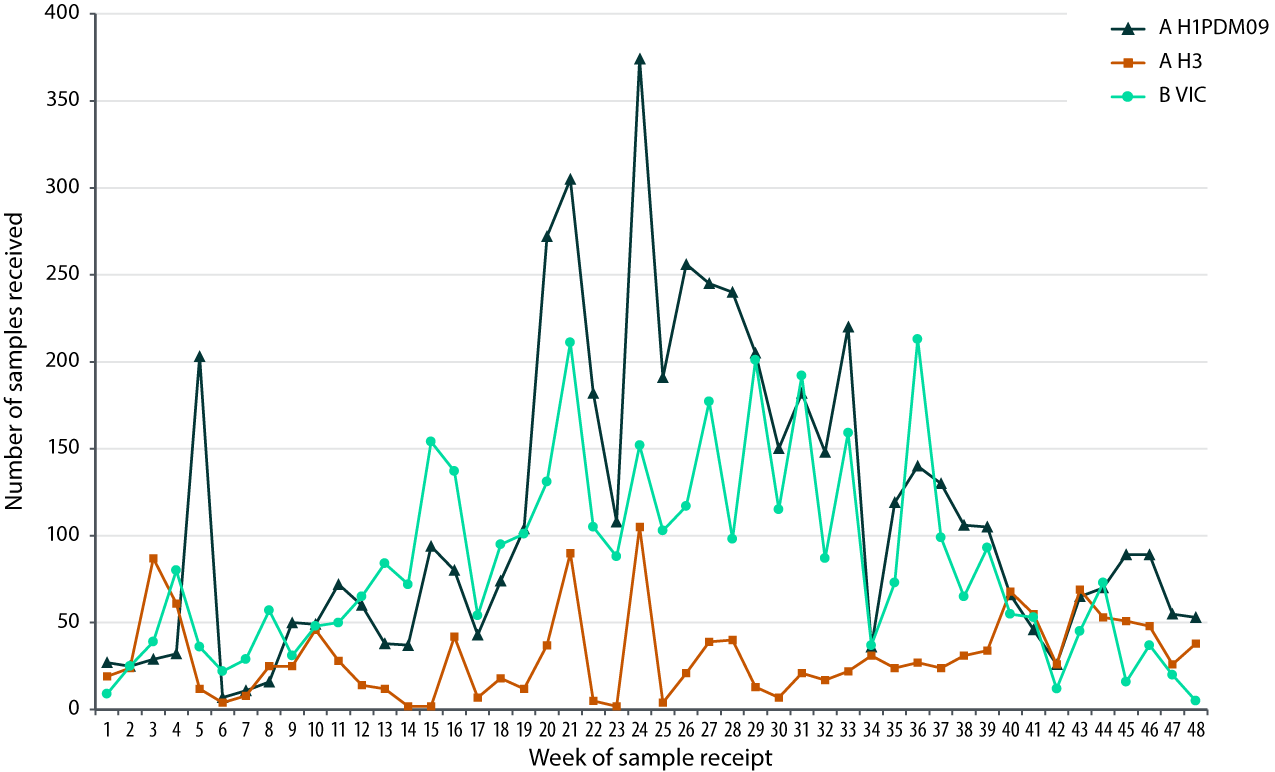 400
350
300
250
200
150
100
50
0
Number of samples received
A H1PDM09
A H3
B VIC
1 2 3 4 5 6 7 8 9 10 11 12 13 14 15 16 17 18 19 20 21 22 23 24 25 26 27 28 29 30 31 32 33 34 35 36 37 38 39 40 41 42 43 44 45 46 47 48
Week of sample receipt